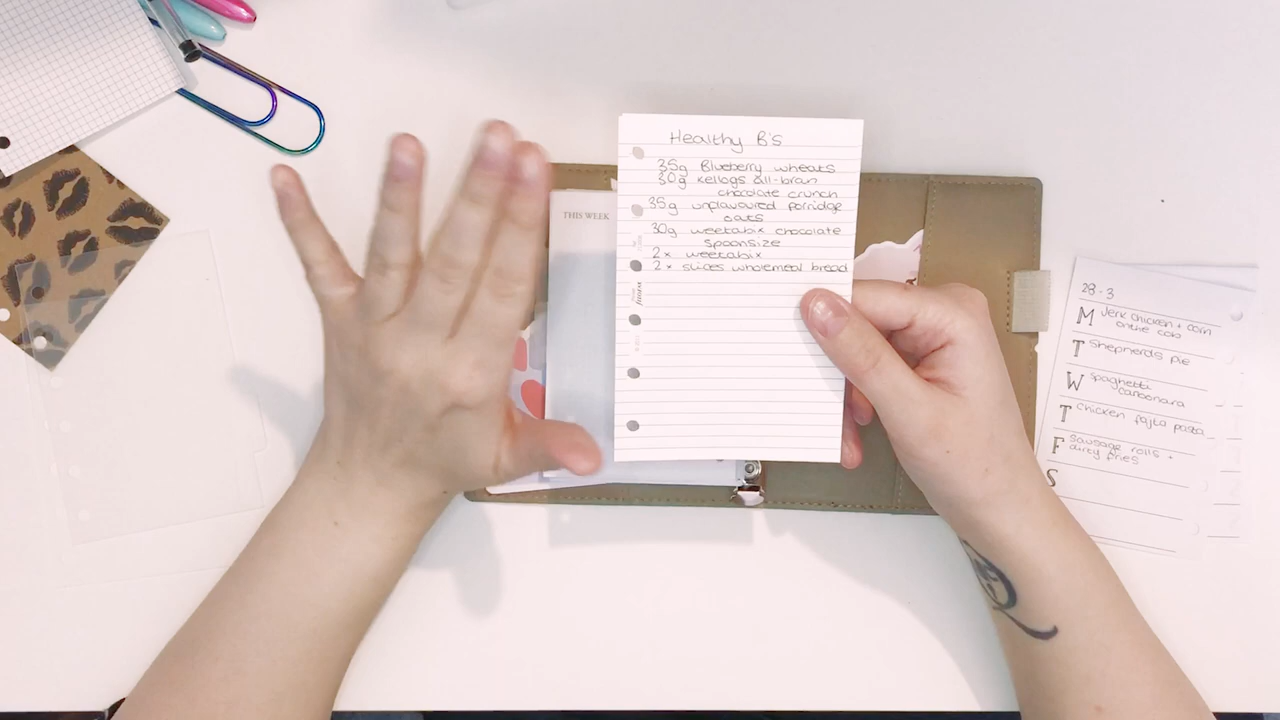 Healthy B's
35g Blueberry wheats
30g Kellogs all-bran
chocolate crunch
35g unflavoured porridge
oats
30g weetabix chocolate
spoonsize
2x weetabix
2x slices wholemeal bread
THIS WEEK
28-3
M Jerk chicken + corn
on the cob
T Shepherds pie
W Spaghetti
carbonara
T Chicken fajita pasta
F Sausage rolls +
dirty fries
S